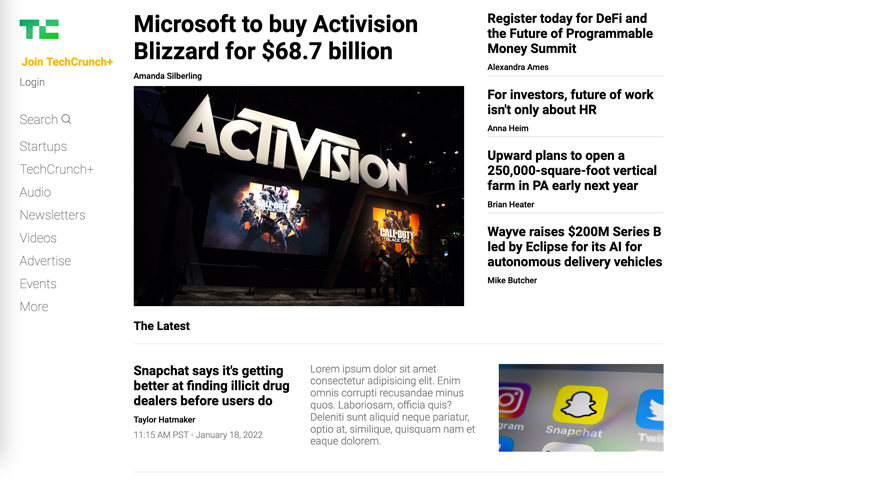 TC
Join TechCrunch+
Login
Search
Startups
TechCrunch+
Audio
Newsletters
Videos
Advertise
Events
More
Microsoft to buy Activision
Blizzard for $68.7 billion
Amanda Silberling
ACTIVISION
CALL OF DUTY
BLACK OPS
Register today for DeFi and
the Future of Programmable
Money Summit
Alexandra Ames
For investors, future of work
isn't only about HR
Anna Heim
Upward plans to open a
250,000-square-foot vertical
farm in PA early next year
Brian Heater
Wayve raises $200M Series B
led by Eclipse for its AI for
autonomous delivery vehicles
Mike Butcher
The Latest
Snapchat says it's getting
better at finding illicit drug
dealers before users do
Taylor Hatmaker
11:15 AM PST - January 18, 2022
Lorem ipsum dolor sit amet
consectetur adipisicing elit. Enim
omnis corrupti recusandae minus
quos. Laboriosam, officia quis?
Deleniti sunt aliquid neque pariatur,
optio at, similique, quisquam nam et
eaque dolorem.
gram
Snapchat
Twi